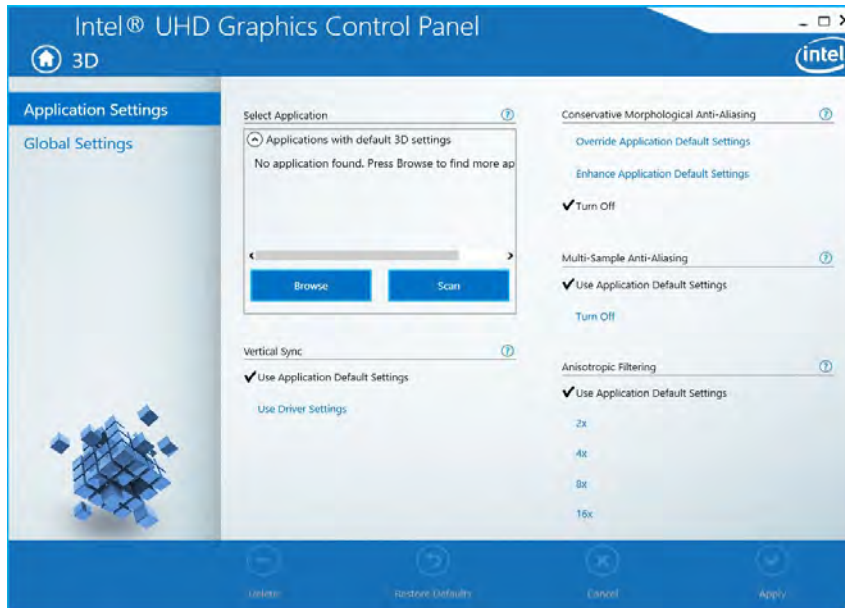 Intel® UHD Graphics Control Panel
3D
intel
Application Settings
Global Settings
Select Application
Applications with default 3D settings
No application found. Press Browse to find more ap
Browse
Scan
Vertical Sync
Use Application Default Settings
Use Driver Settings
Conservative Morphological Anti-Aliasing
Override Application Default Settings
Enhance Application Default Settings
Turn Off
Multi-Sample Anti-Aliasing
Use Application Default Settings
Turn Off
Anisotropic Filtering
Use Application Default Settings
2x
4x
8x
16x
Delete
Restore Defaults
Cancel
Apply